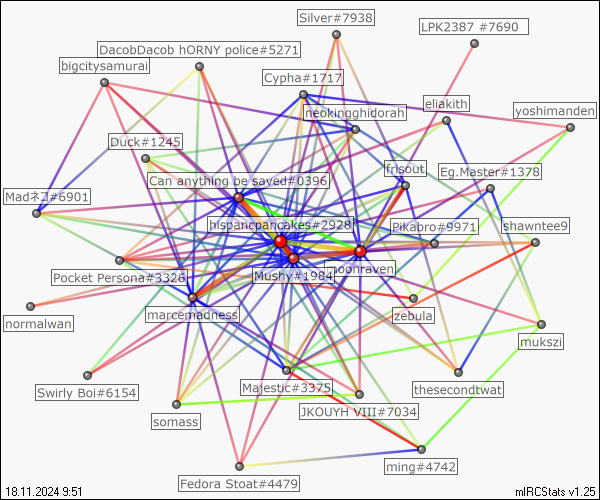 Silver#7938
LPK2387 #7690
DacobDacob hORNY police#5271
bigcitysamurai
Cypha#1717
eliakith
neokingghidorah
yoshimanden
Duck#1245
frisout
Eg.Master#1378
Can anything be saved#0396
Madネコ#6901
hispanicpancakes#2928
Pikapro#9971
shawntee9
Pocket Persona#3326
Mushy#1984
moonraven
marcemadness
zebula
normalwan
mukszi
Swirly Boi#6154
Majestic#3375
thesecondtwat
JKOUYH VIII#7034
somass
ming#4742
Fedora Stoat#4479
18.11.2024 9:51
mIRCStats v1.25